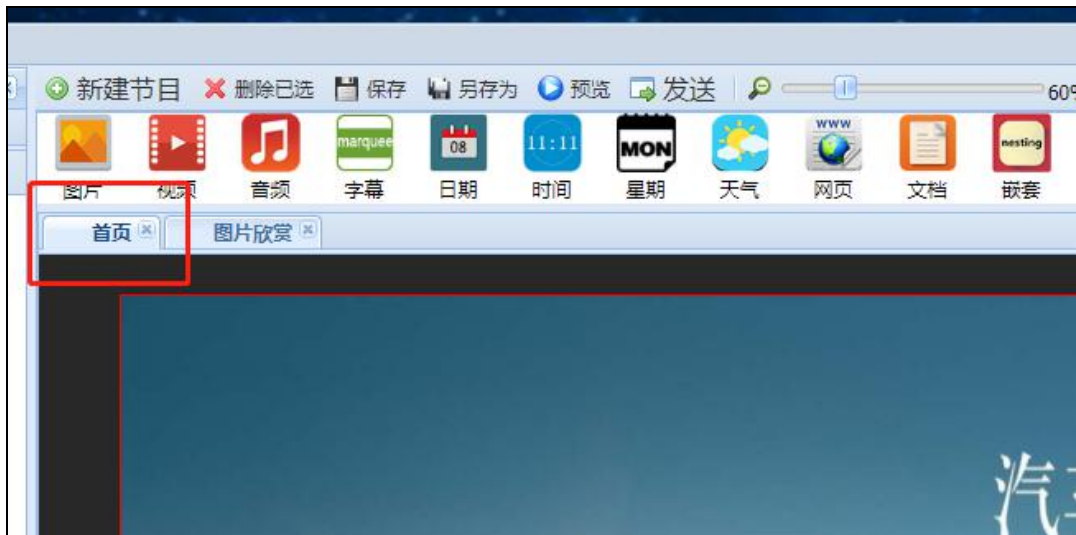 新建节目 删除已选 保存 另存为 预览 发送 60%
marquee 08 11:11 MON www nesting
图片 视频 音频 字幕 日期 时间 星期 天气 网页 文档 嵌套
首页 图片欣赏
汽